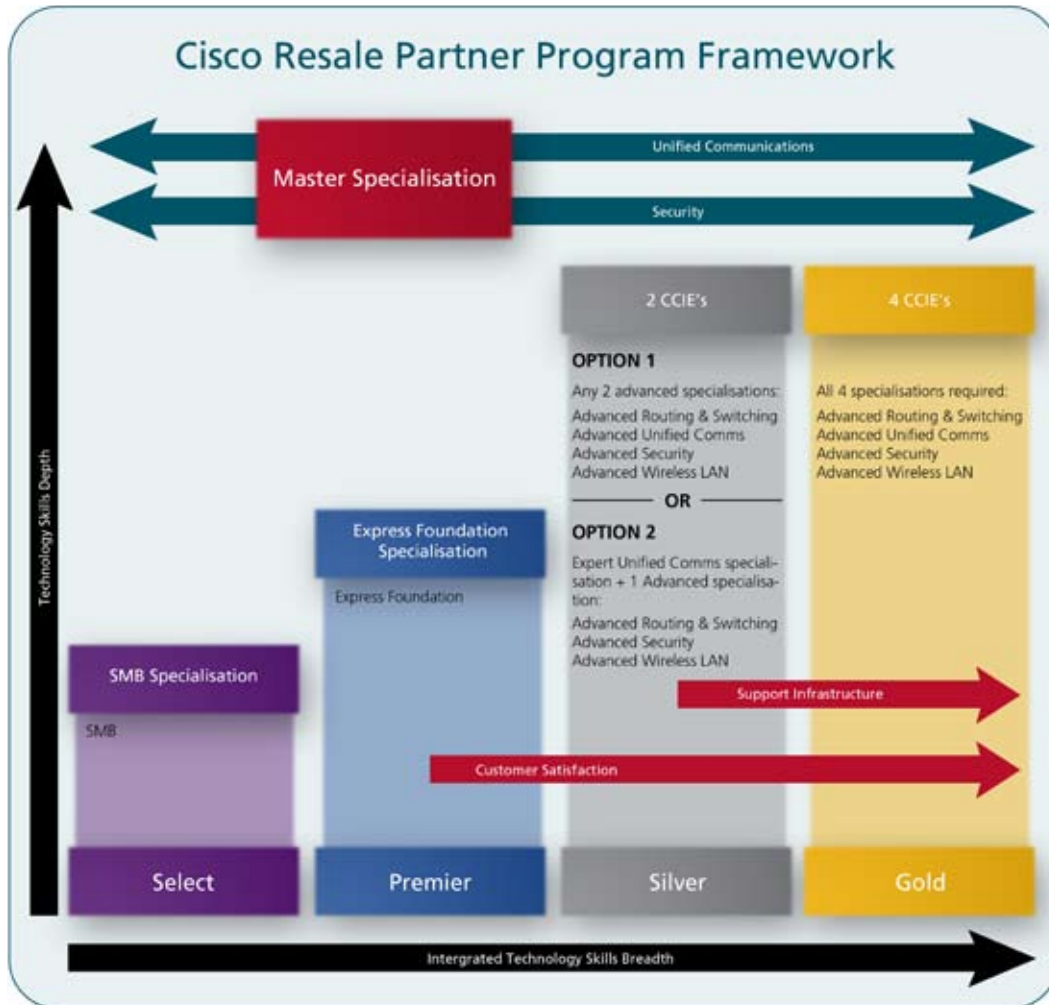 Cisco Resale Partner Program Framework
Unified Communications
Master Specialisation
Security
Technology Skills Depth
2 CCIE's
OPTION 1
Any 2 advanced specialisations:
Advanced Routing & Switching
Advanced Unified Comms
Advanced Security
Advanced Wireless LAN
OR
OPTION 2
Expert Unified Comms speciali-
sation + 1 Advanced specialisa-
tion:
Advanced Routing & Switching
Advanced Security
Advanced Wireless LAN
4 CCIE's
All 4 specialisations required:
Advanced Routing & Switching
Advanced Unified Comms
Advanced Security
Advanced Wireless LAN
Express Foundation
Specialisation
Express Foundation
SMB Specialisation
SMB
Support Infrastructure
Customer Satisfaction
Select
Premier
Silver
Gold
Intergrated Technology Skills Breadth